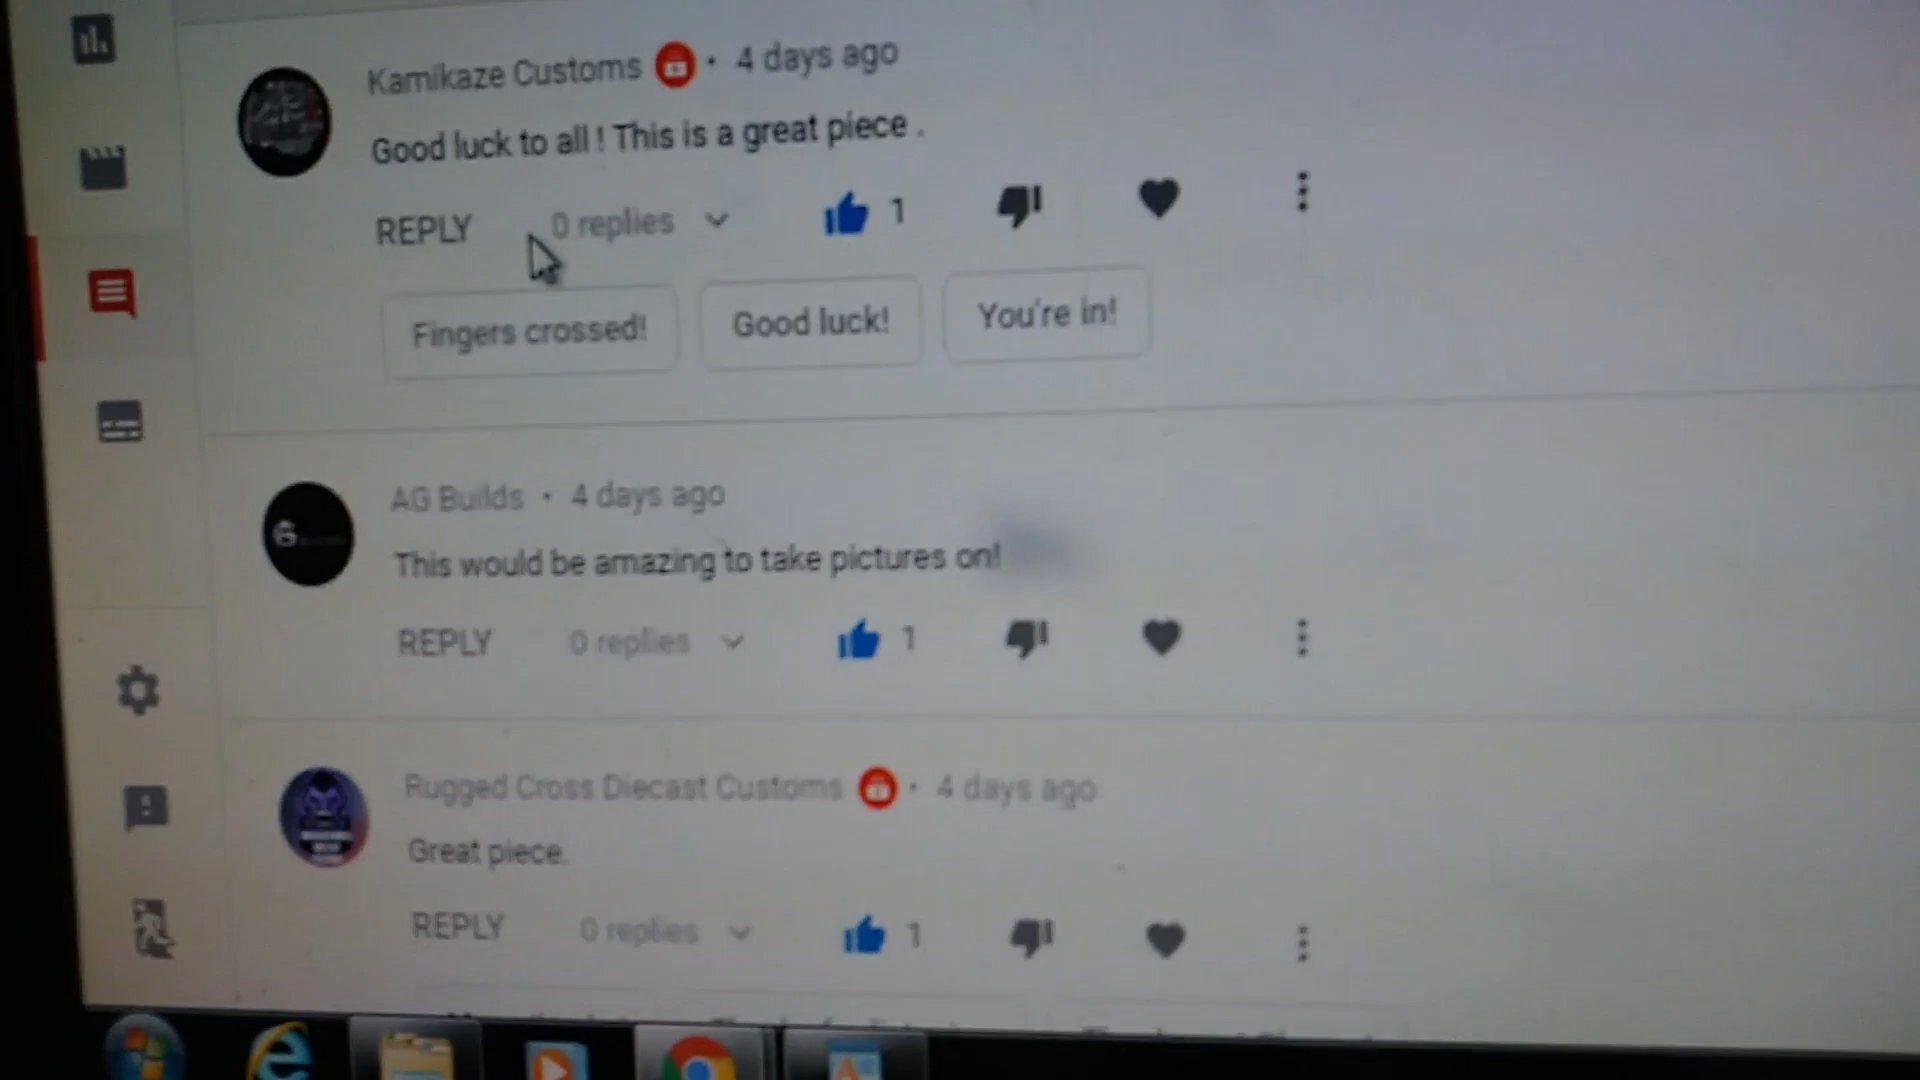 Kamikaze Customs • 4 days ago
Good luck to all ! This is a great piece .
REPLY 0 replies 1
Fingers crossed! Good luck! You're in!
AG Builds • 4 days ago
This would be amazing to take pictures on!
REPLY 0 replies 1
Rugged Cross Diecast Customs • 4 days ago
Great piece.
REPLY 0 replies 1